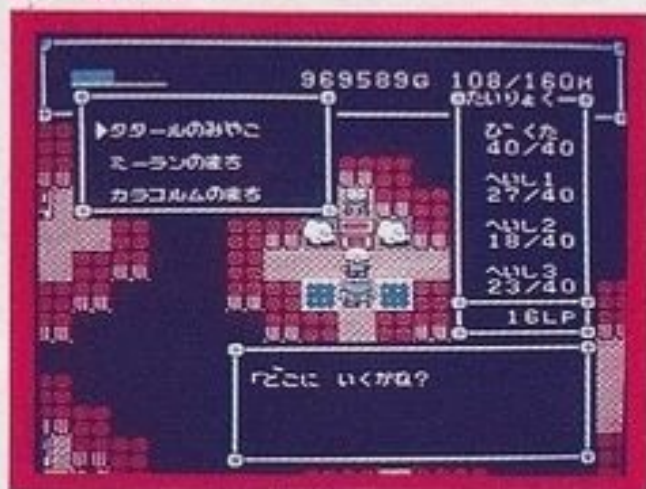 969589G 108/160H
▶タタールのみやこ
ミーランのまち
カラコルムのまち
たいりょく
びくた
40/40
へいし1
27/40
へいし2
18/40
へいし3
23/40
16LP
「どこに いくかね?